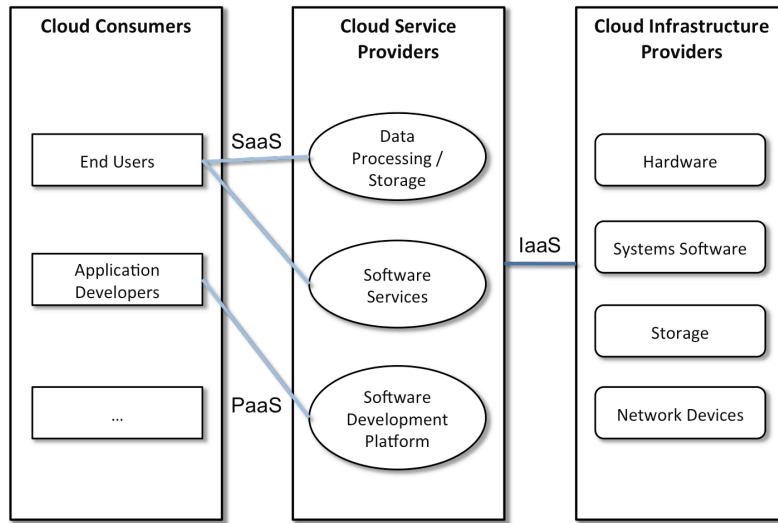 Cloud Consumers
End Users
Application
Developers
...
SaaS
PaaS
Cloud Service
Providers
Data
Processing /
Storage
Software
Services
Software
Development
Platform
IaaS
Cloud Infrastructure
Providers
Hardware
Systems Software
Storage
Network Devices